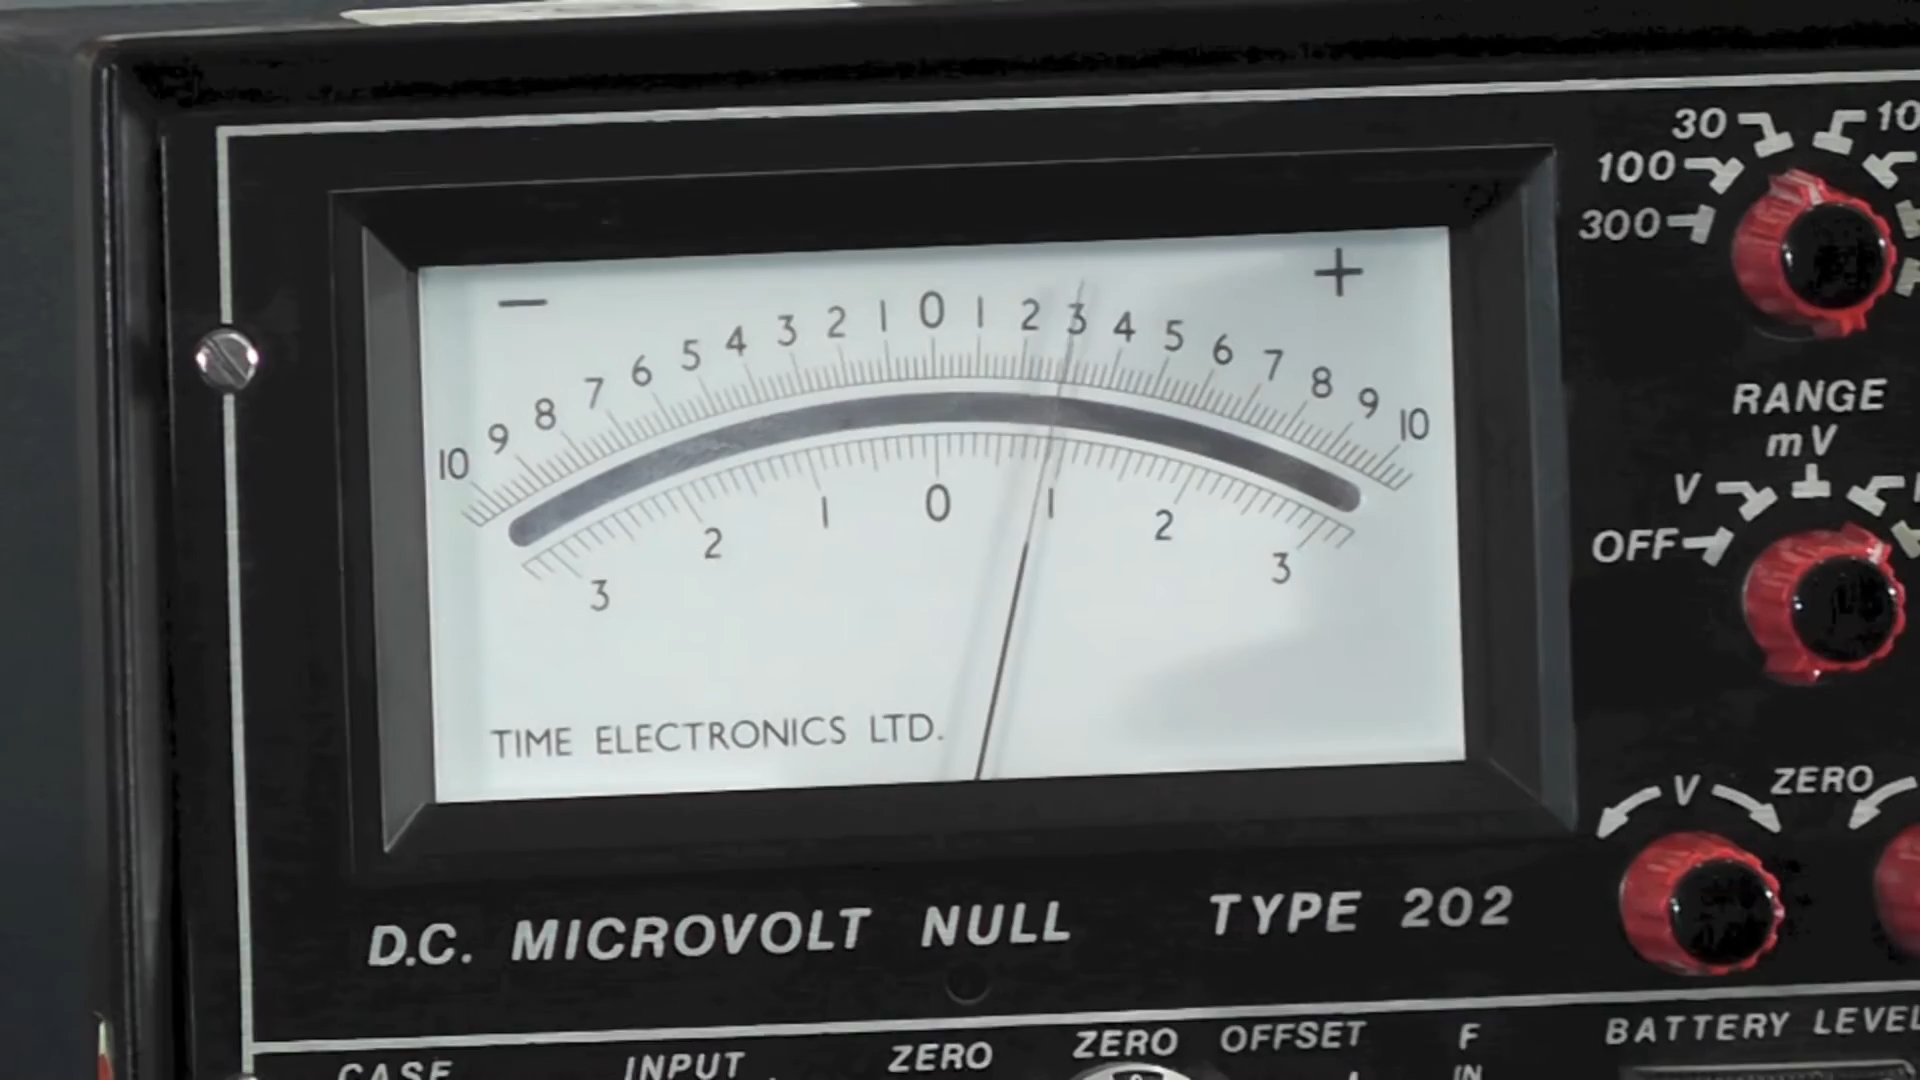 − +
10 9 8 7 6 5 4 3 2 1 0 1 2 3 4 5 6 7 8 9 10
3 2 1 0 1 2 3
TIME ELECTRONICS LTD.
D.C. MICROVOLT NULL TYPE 202
30
100
300
RANGE
mV
V
OFF
V ZERO
CASE INPUT ZERO ZERO OFFSET F
IN
BATTERY LEVEL